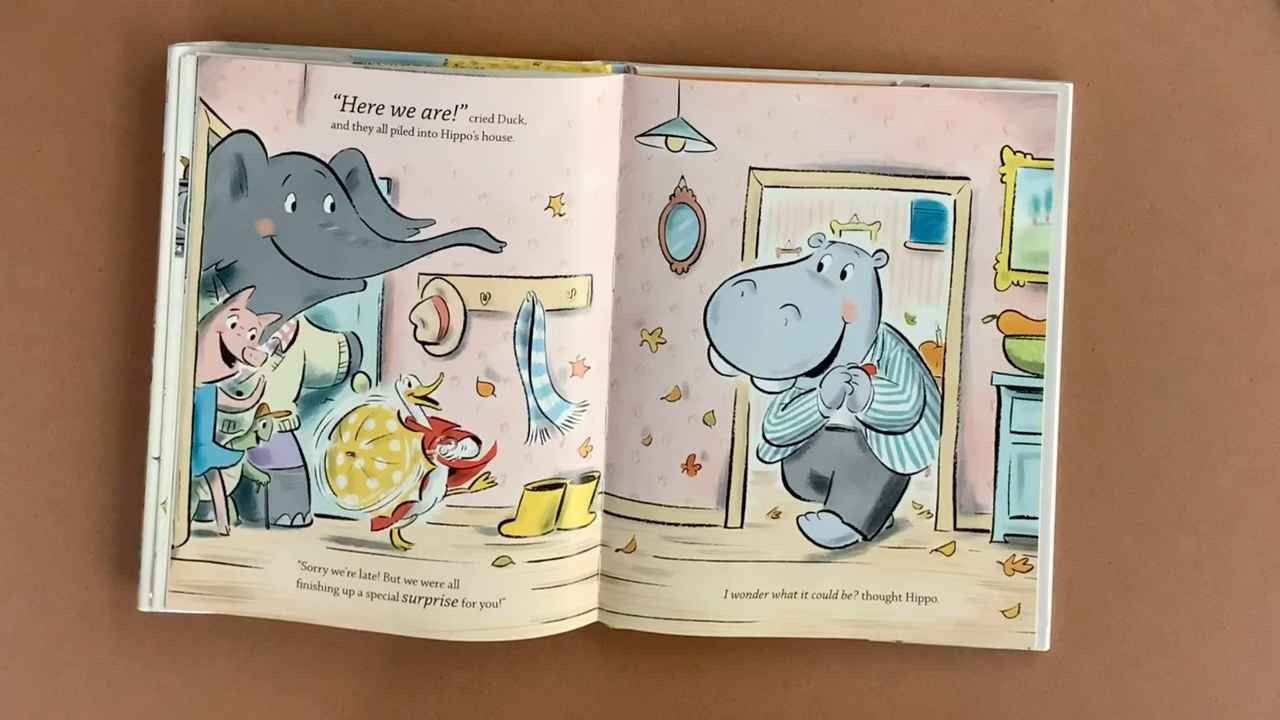 “Here we are!” cried Duck,
and they all piled into Hippo’s house.
“Sorry we’re late! But we were all
finishing up a special surprise for you!”
I wonder what it could be? thought Hippo.